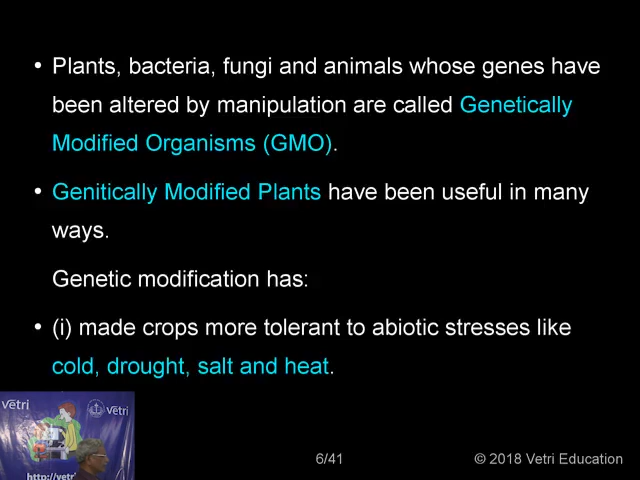 • Plants, bacteria, fungi and animals whose genes have
been altered by manipulation are called Genetically
Modified Organisms (GMO).
• Genitically Modified Plants have been useful in many
ways.
Genetic modification has:
• (i) made crops more tolerant to abiotic stresses like
cold, drought, salt and heat.
Vetri
Vetri
http://vetr
6/41
© 2018 Vetri Education